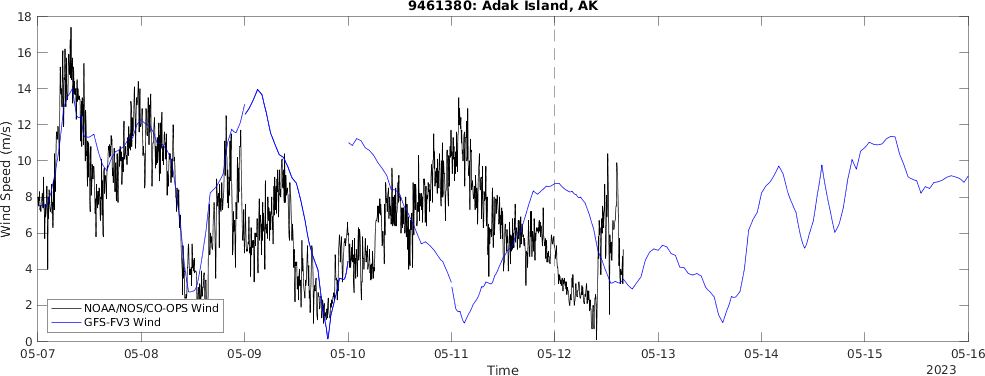 9461380: Adak Island, AK
18
16
14
12
10
8
6
4
2
0
Wind Speed (m/s)
NOAA/NOS/CO-OPS Wind
GFS-FV3 Wind
05-07 05-08 05-09 05-10 05-11 05-12 05-13 05-14 05-15 05-16
Time
2023